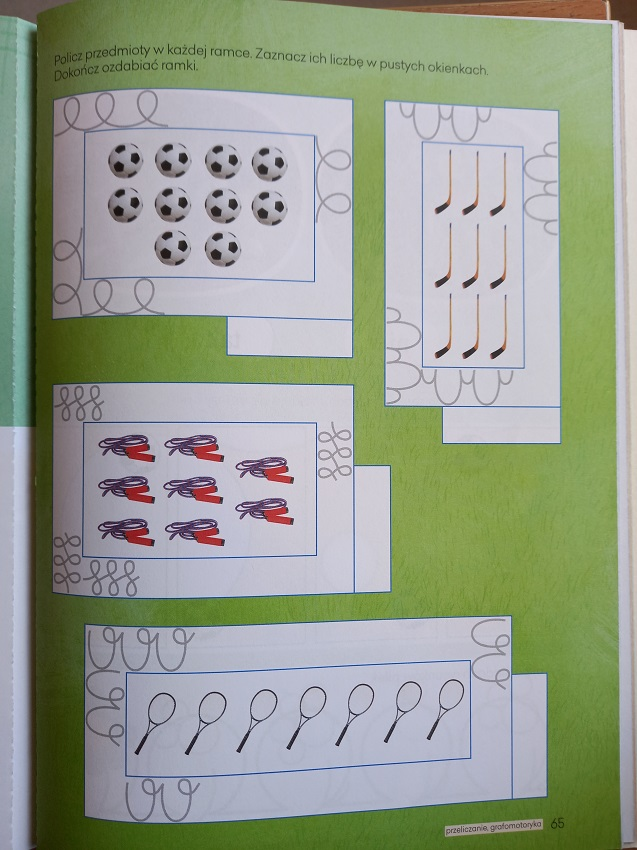 Policz przedmioty w każdej ramce. Zaznacz ich liczbę w pustych okienkach.
Dokończ ozdabiać ramki.
przeliczanie, grafomotoryka 65